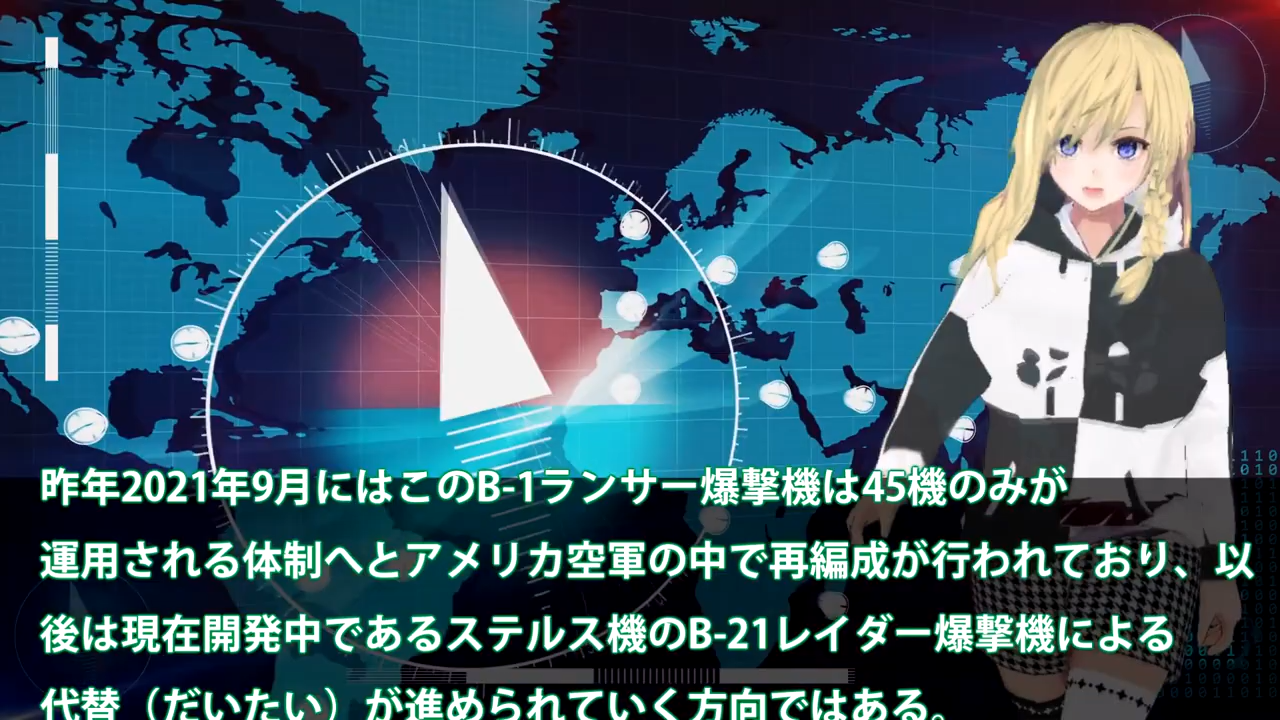 昨年2021年9月にはこのB-1ランサー爆撃機は45機のみが
運用される体制へとアメリカ空軍の中で再編成が行われており、以
後は現在開発中であるステルス機のB-21レイダー爆撃機による
代替（だいたい）が進められていく方向ではある。